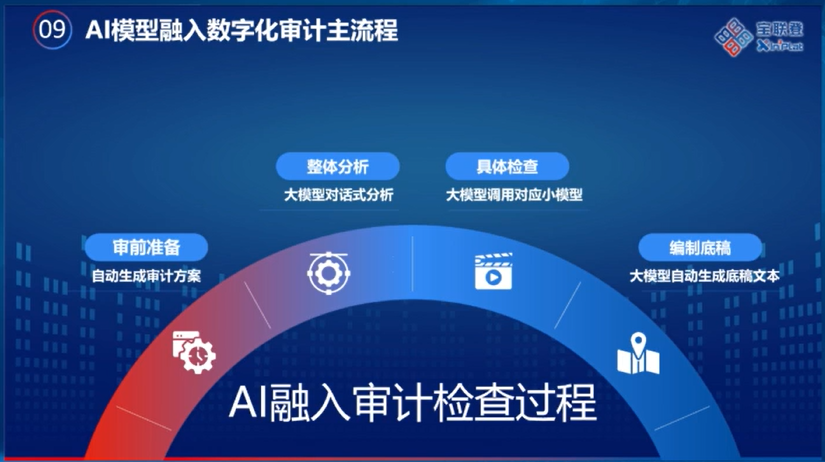 09 AI模型融入数字化审计主流程
宝联登
XiniPlat
整体分析
大模型对话式分析
具体检查
大模型调用对应小模型
审前准备
自动生成审计方案
编制底稿
大模型自动生成底稿文本
AI融入审计检查过程